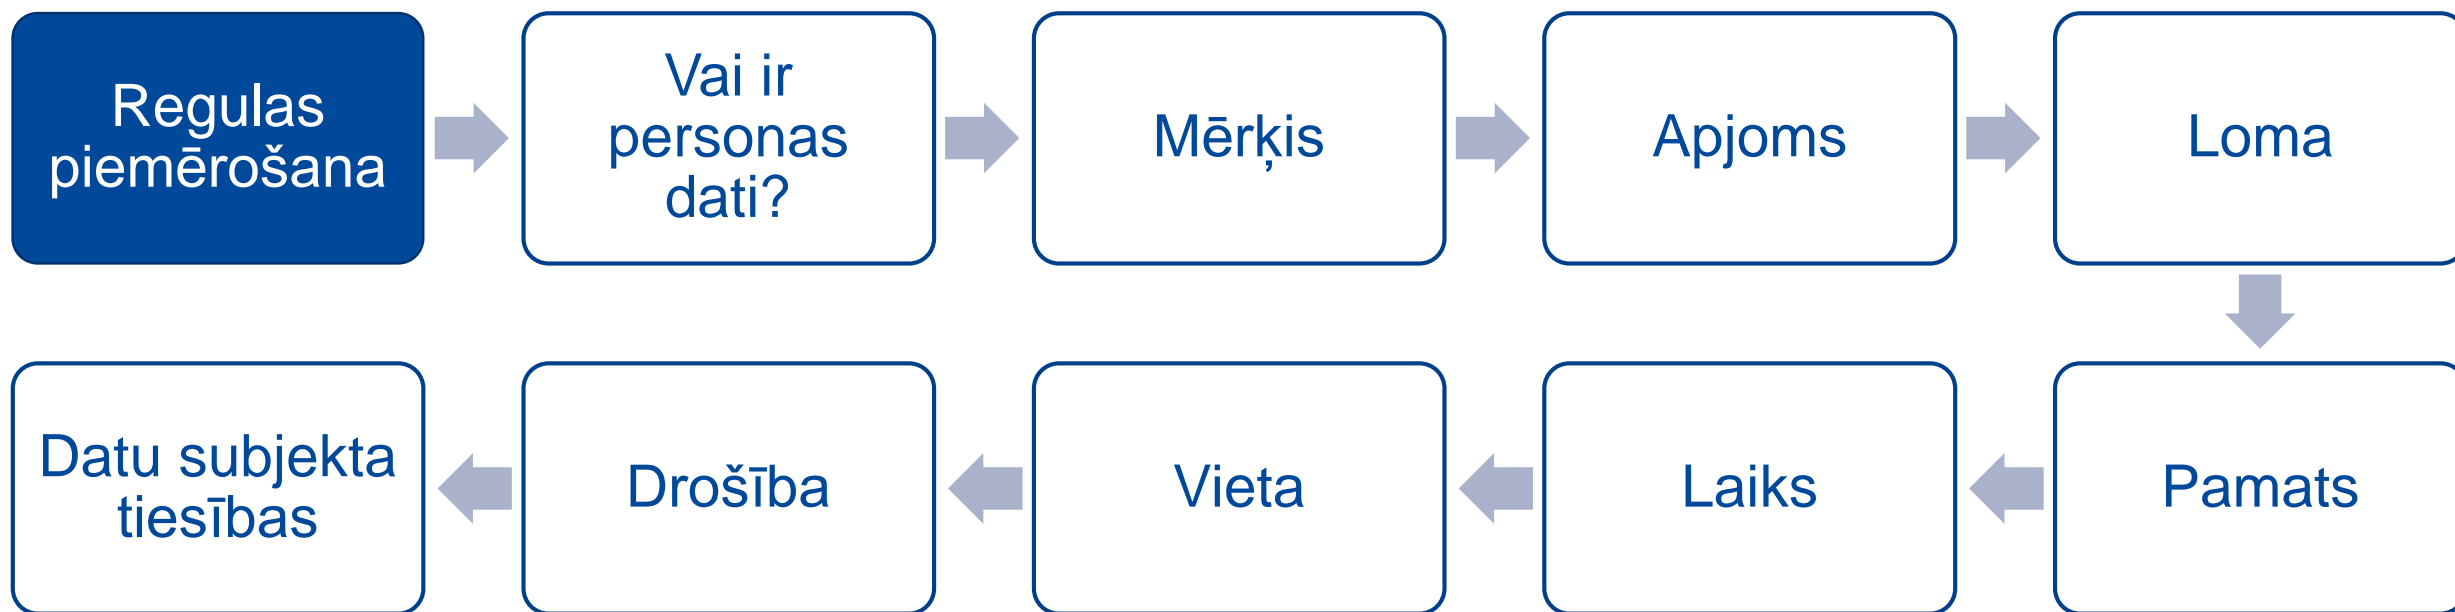 Regulas
piemērošana
Vai ir
personas
dati?
Mērķis
Apjoms
Loma
Pamats
Laiks
Vieta
Drošība
Datu subjekta
tiesības